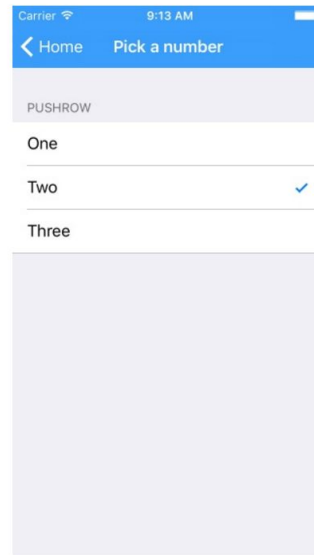 Carrier 9:13 AM
Home Pick a number
PUSHROW
One
Two
Three